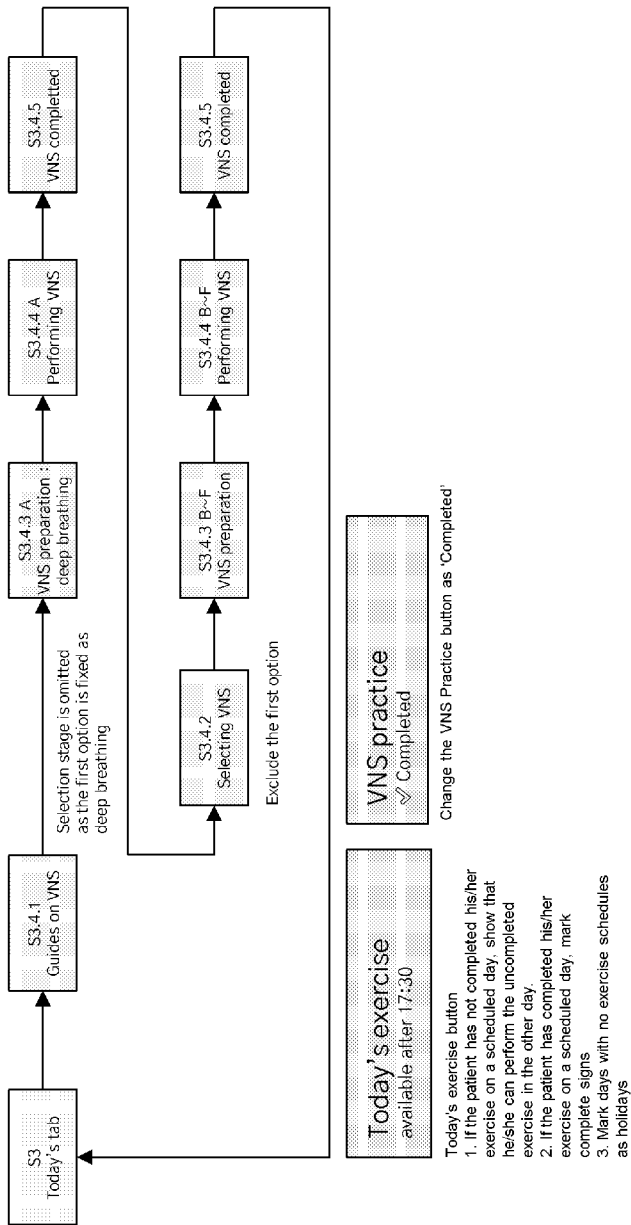 S3
Today's tab
S3.4.1
Guides on VNS
Selection stage is omitted
as the first option is fixed as
deep breathing
S3.4.3 A
VNS preparation :
deep breathing
S3.4.4 A
Performing VNS
S3.4.5
VNS completted
S3.4.2
Selecting VNS
Exclude the first option
S3.4.3 B~F
VNS preparation
S3.4.4 B~F
Performing VNS
S3.4.5
VNS completed
Today's exercise
available after 17:30
Today's exercise button
1. If the patient has not completed his/her
exercise on a scheduled day, show that
he/she can perform the uncompleted
exercise in the other day.
2. If the patient has completed his/her
exercise on a scheduled day, mark
complete signs
3. Mark days with no exercise schedules
as holidays
VNS practice
✓ Completed
Change the VNS Practice button as 'Completed'